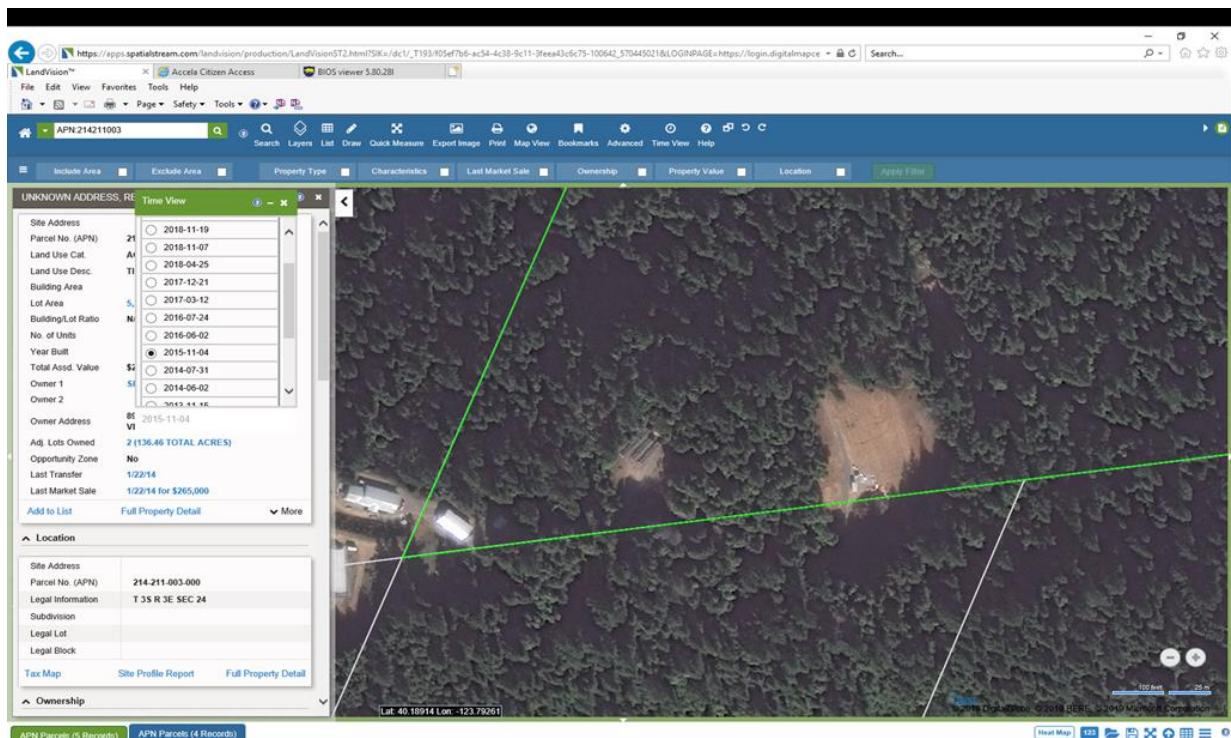 https://apps.spatialstream.com/landvision/production/LandVisionST2.html?SIK=/dc1/_T193/f05ef7b6-ac54-4c38-9c11-3feea43c6c75-100642_570445021&LOGINPAGE=https://login.digitalmapce
Search...
LandVision™
Accela Citizen Access
BIOS viewer 5.80.28l
File Edit View Favorites Tools Help
Page Safety Tools
APN:214211003
Search Layers List Draw Quick Measure Export Image Print Map View Bookmarks Advanced Time View Help
Include Area Exclude Area Property Type Characteristics Last Market Sale Ownership Property Value Location Apply Filter
UNKNOWN ADDRESS, RE
Time View
2018-11-19
2018-11-07
2018-04-25
2017-12-21
2017-03-12
2016-07-24
2016-06-02
2015-11-04
2014-07-31
2014-06-02
2013-11-15
2015-11-04
Site Address
Parcel No. (APN) 21
Land Use Cat.
Land Use Desc.
Building Area
Lot Area 5,
Building/Lot Ratio
No. of Units
Year Built
Total Assd. Value $2
Owner 1
Owner 2
Owner Address
Adj. Lots Owned 2 (136.46 TOTAL ACRES)
Opportunity Zone No
Last Transfer 1/22/14
Last Market Sale 1/22/14 for $265,000
Add to List Full Property Detail More
Location
Site Address
Parcel No. (APN) 214-211-003-000
Legal Information T 3S R 3E SEC 24
Subdivision
Legal Lot
Legal Block
Tax Map Site Profile Report Full Property Detail
Ownership
Lat: 40.18914 Lon: -123.79261
100 feet 25 m
© 2019 Microsoft Corporation
APN Parcels (5 Records) APN Parcels (4 Records)
Heat Map 123